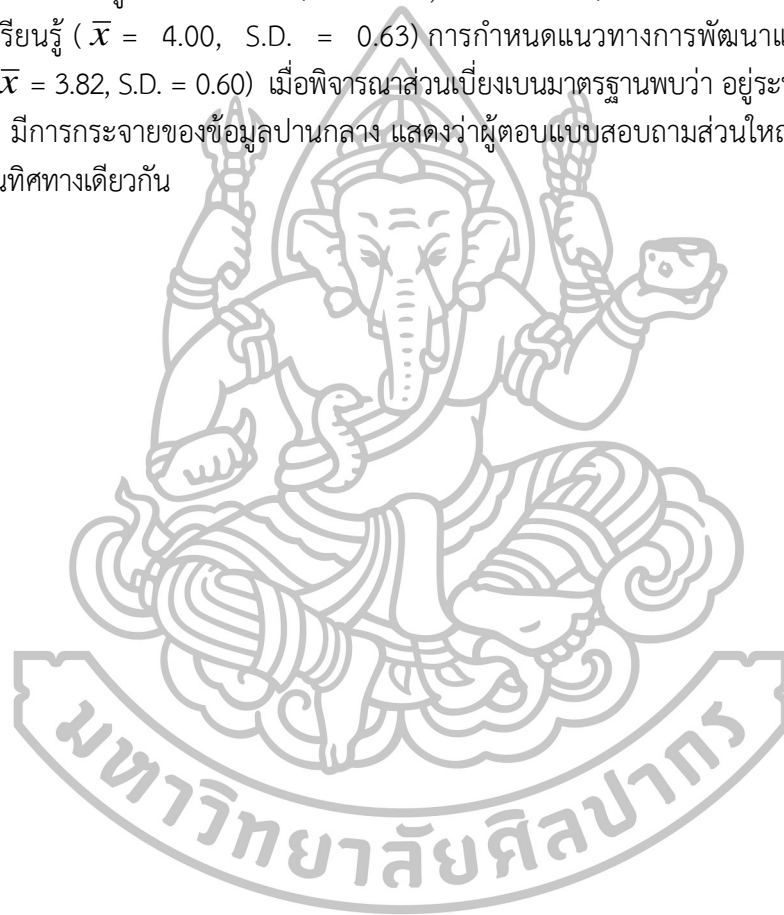 รียนรู้ ( x̄ = 4.00, S.D. = 0.63) การกำหนดแนวทางการพัฒนาแ
x̄ = 3.82, S.D. = 0.60) เมื่อพิจารณาส่วนเบี่ยงเบนมาตรฐานพบว่า อยู่ระ
มีการกระจายของข้อมูลปานกลาง แสดงว่าผู้ตอบแบบสอบถามส่วนให
นทิศทางเดียวกัน
มหาวิทยาลัยศิลปากร